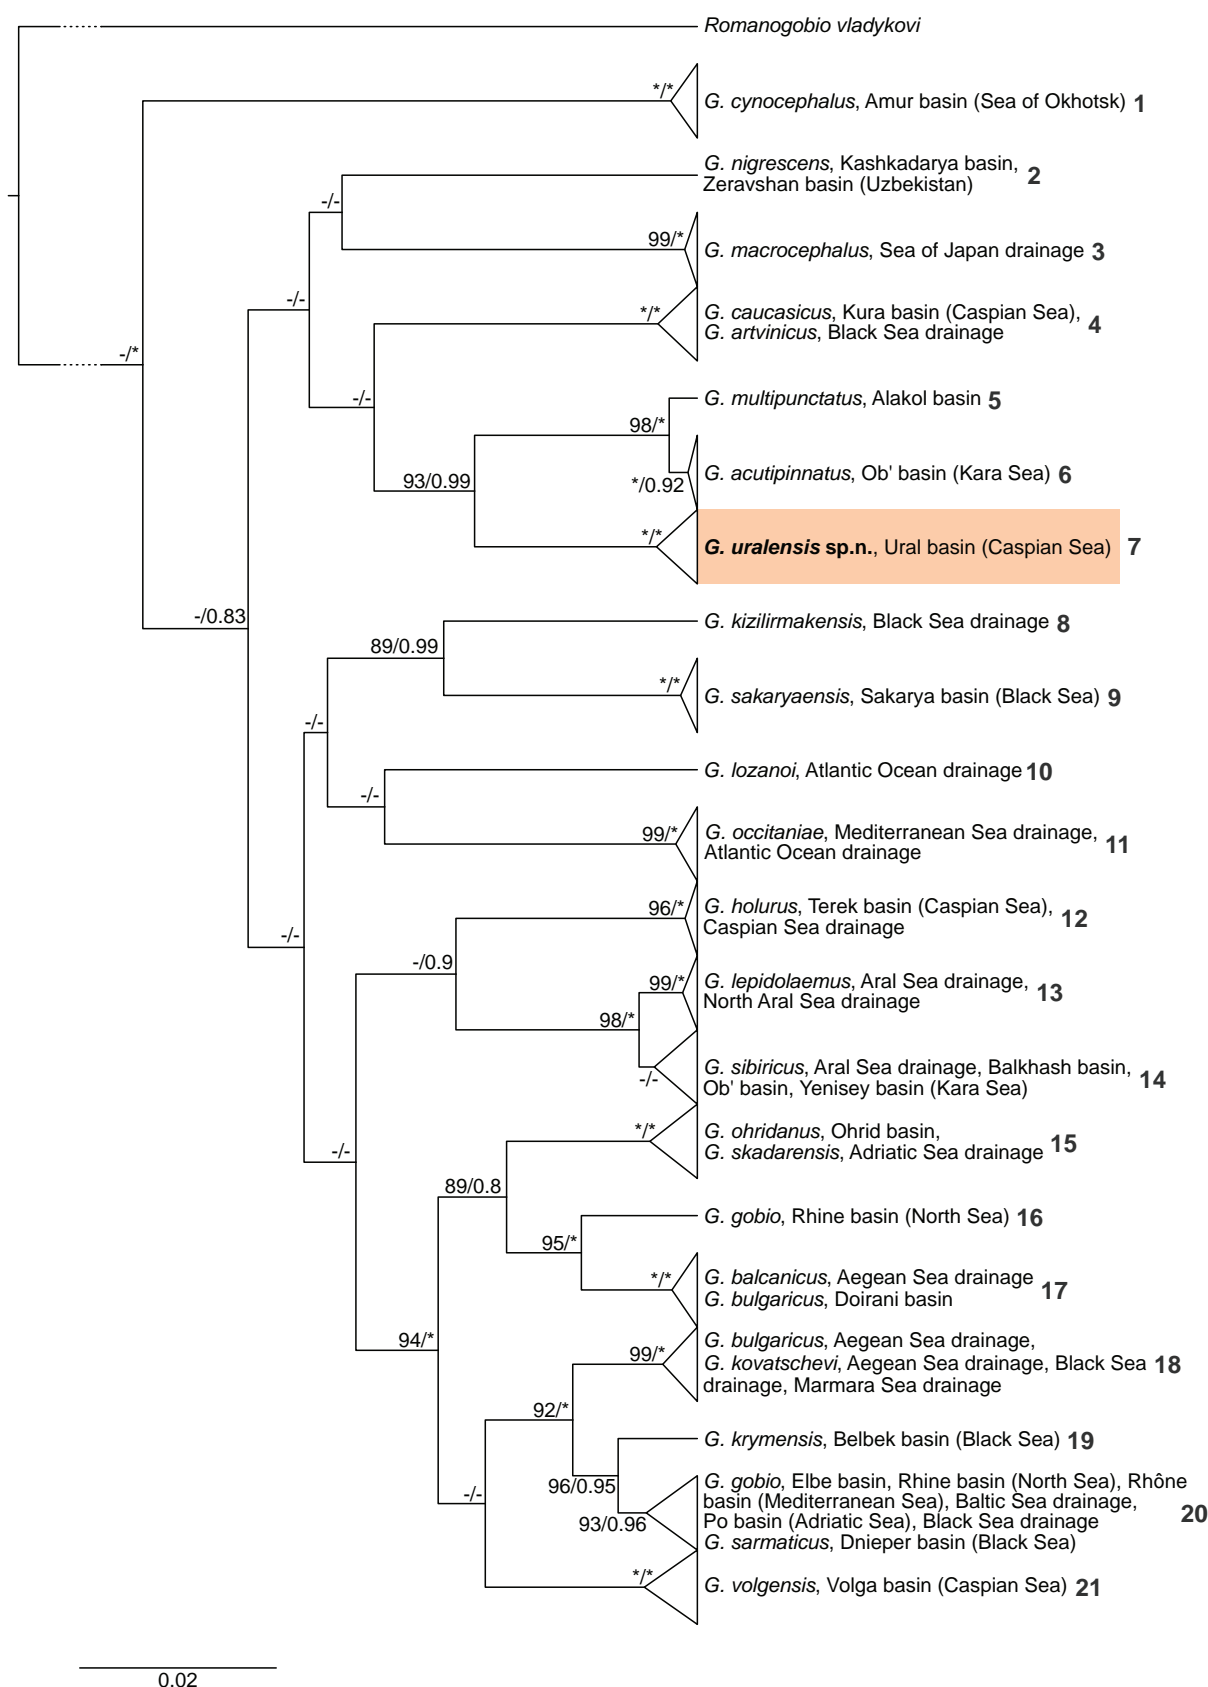 Romanogobio vladykovi
*/*
G. cynocephalus, Amur basin (Sea of Okhotsk) 1
G. nigrescens, Kashkadarya basin,
Zeravshan basin (Uzbekistan) 2
-/-
99/*
G. macrocephalus, Sea of Japan drainage 3
-/-
*/*
G. caucasicus, Kura basin (Caspian Sea),
G. artvinicus, Black Sea drainage 4
-/*
-/-
G. multipunctatus, Alakol basin 5
98/*
93/0.99
*/0.92
G. acutipinnatus, Ob' basin (Kara Sea) 6
*/*
G. uralensis sp.n., Ural basin (Caspian Sea) 7
-/0.83
G. kizilirmakensis, Black Sea drainage 8
89/0.99
*/*
G. sakaryaensis, Sakarya basin (Black Sea) 9
-/-
G. lozanoi, Atlantic Ocean drainage 10
-/-
99/*
G. occitaniae, Mediterranean Sea drainage,
Atlantic Ocean drainage 11
96/*
G. holurus, Terek basin (Caspian Sea),
Caspian Sea drainage 12
-/-
-/0.9
99/*
G. lepidolaemus, Aral Sea drainage,
North Aral Sea drainage 13
98/*
-/-
G. sibiricus, Aral Sea drainage, Balkhash basin,
Ob' basin, Yenisey basin (Kara Sea) 14
*/*
G. ohridanus, Ohrid basin,
G. skadarensis, Adriatic Sea drainage 15
-/-
89/0.8
G. gobio, Rhine basin (North Sea) 16
95/*
*/*
G. balcanicus, Aegean Sea drainage
G. bulgaricus, Doirani basin 17
94/*
99/*
G. bulgaricus, Aegean Sea drainage,
G. kovatschevi, Aegean Sea drainage, Black Sea 18
drainage, Marmara Sea drainage
92/*
G. krymensis, Belbek basin (Black Sea) 19
96/0.95
-/-
93/0.96
G. gobio, Elbe basin, Rhine basin (North Sea), Rhône
basin (Mediterranean Sea), Baltic Sea drainage,
Po basin (Adriatic Sea), Black Sea drainage 20
G. sarmaticus, Dnieper basin (Black Sea)
*/*
G. volgensis, Volga basin (Caspian Sea) 21
0.02